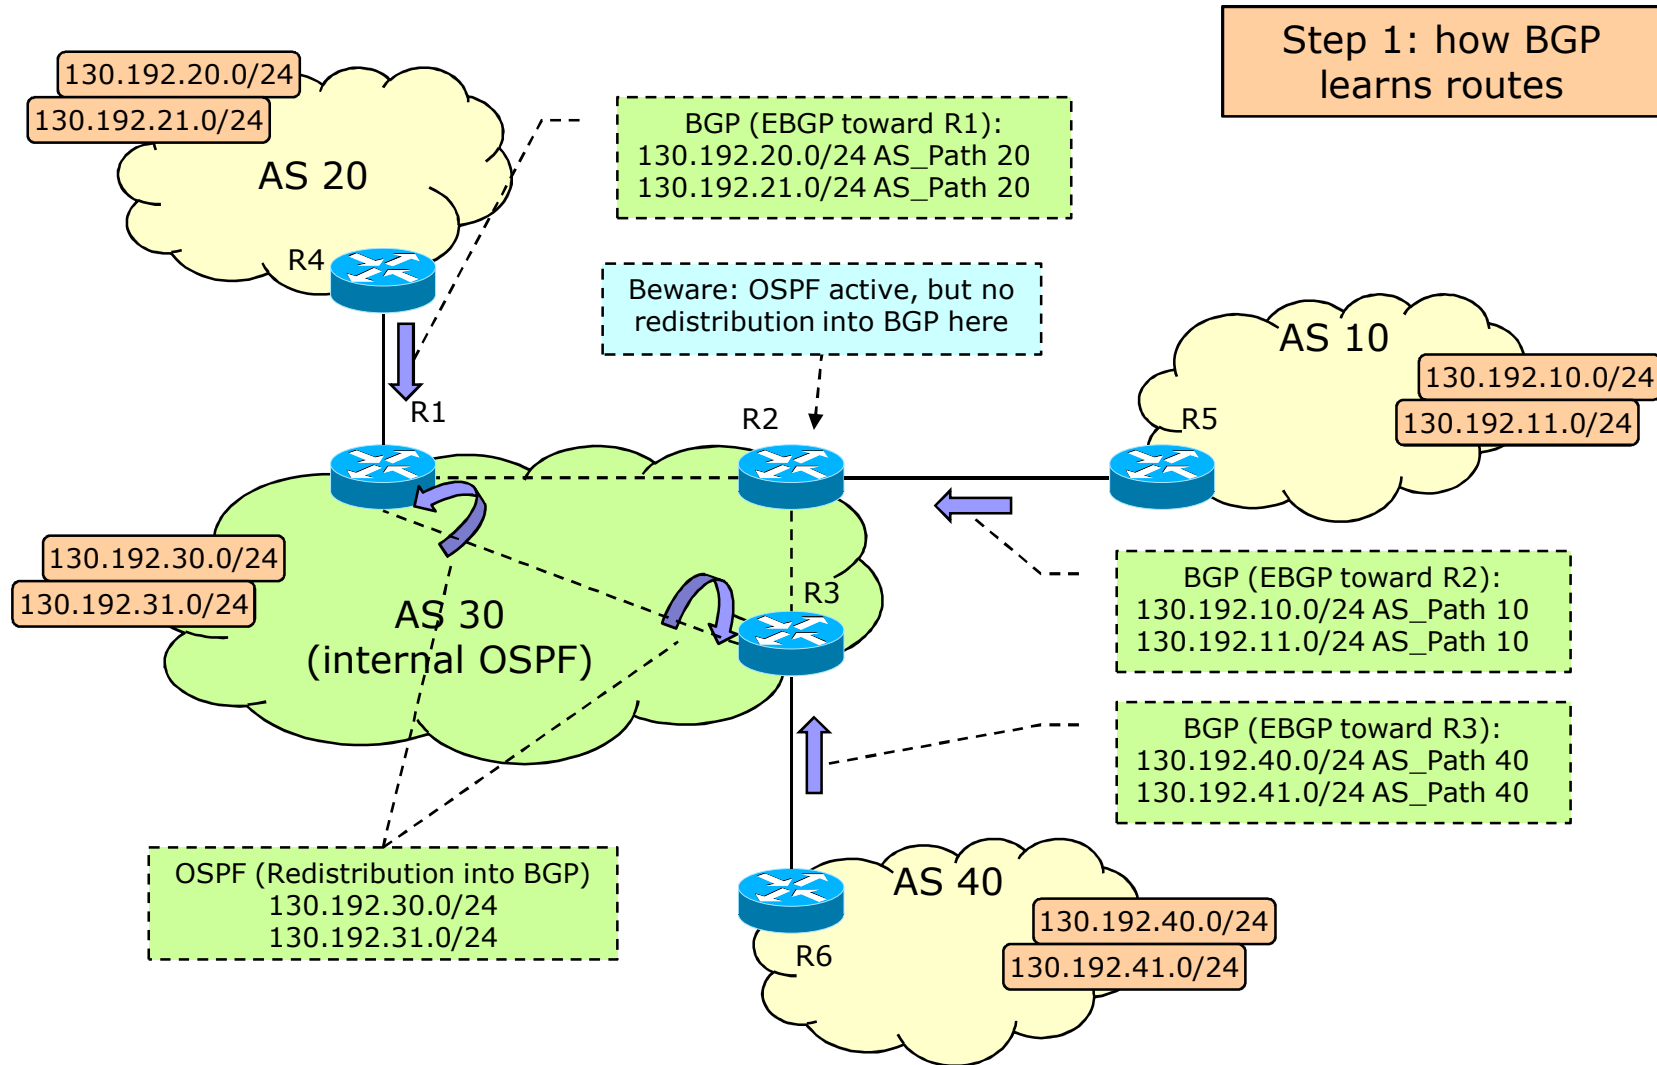 Step 1: how BGP
learns routes
130.192.20.0/24
130.192.21.0/24
AS 20
R4
BGP (EBGP toward R1):
130.192.20.0/24 AS_Path 20
130.192.21.0/24 AS_Path 20
Beware: OSPF active, but no
redistribution into BGP here
AS 10
130.192.10.0/24
130.192.11.0/24
R1
R2
R5
130.192.30.0/24
130.192.31.0/24
AS 30
(internal OSPF)
R3
BGP (EBGP toward R2):
130.192.10.0/24 AS_Path 10
130.192.11.0/24 AS_Path 10
BGP (EBGP toward R3):
130.192.40.0/24 AS_Path 40
130.192.41.0/24 AS_Path 40
OSPF (Redistribution into BGP)
130.192.30.0/24
130.192.31.0/24
AS 40
R6
130.192.40.0/24
130.192.41.0/24